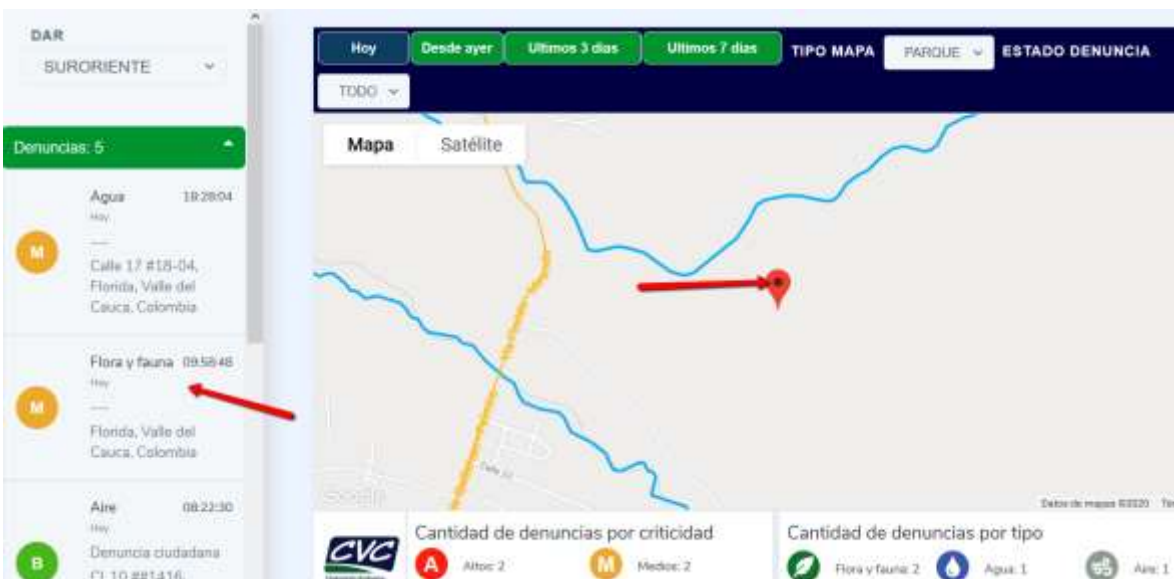 DAR
SURORIENTE
Denuncias: 5
Agua 18:28:04
Hoy
---
M
Calle 17 #18-04,
Florida, Valle del
Cauca, Colombia
Flora y fauna 09:58:48
Hoy
---
M
Florida, Valle del
Cauca, Colombia
Aire 08:22:30
Hoy
Denuncia ciudadana
B
Hoy
Desde ayer
Ultimos 3 dias
Ultimos 7 dias
TIPO MAPA
PARQUE
ESTADO DENUNCIA
TODO
Mapa
Satélite
Datos de mapas ©2020
CVC
Cantidad de denuncias por criticidad
A Altos: 2
M Medios: 2
Cantidad de denuncias por tipo
Flora y fauna: 2
Agua: 1
Aire: 1